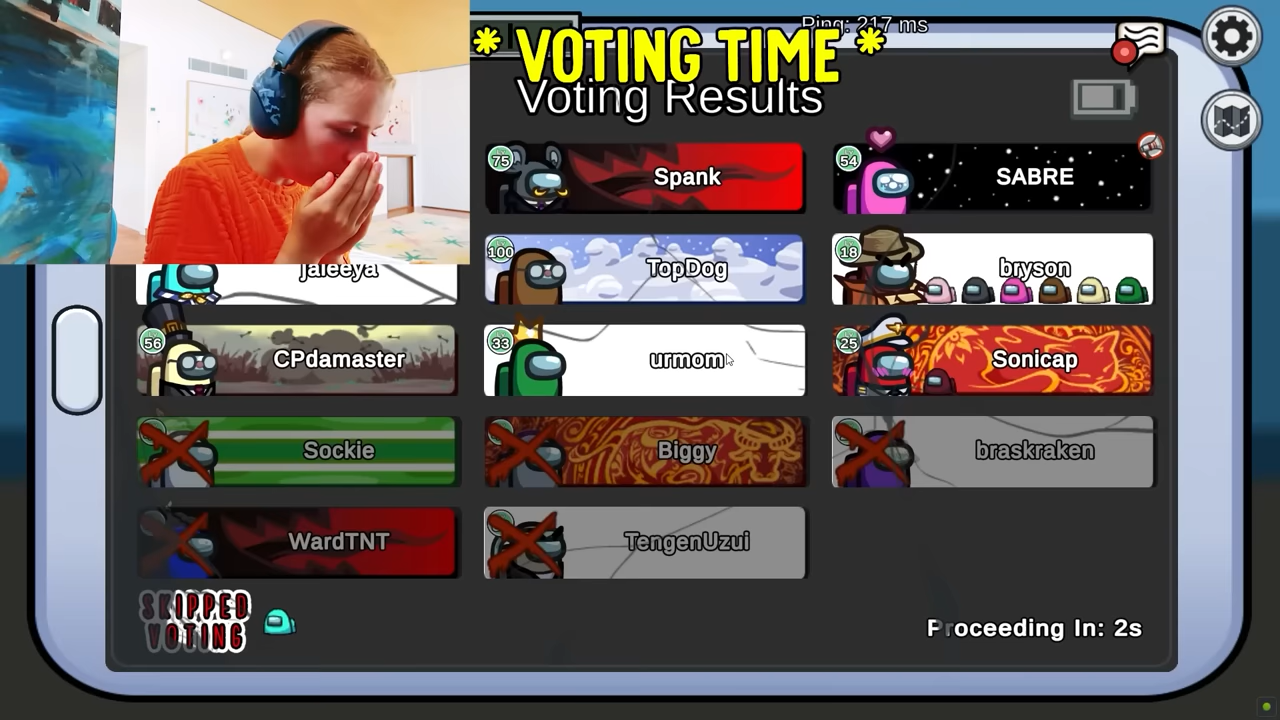 Ping: 217 ms
* VOTING TIME *
Voting Results
75 Spank
54 SABRE
jaleeya
100 TopDog
18 bryson
56 CPdamaster
33 urmom
25 Sonicap
Sockie
Biggy
braskraken
WardTNT
TengenUzui
SKIPPED
VOTING
Proceeding In: 2s